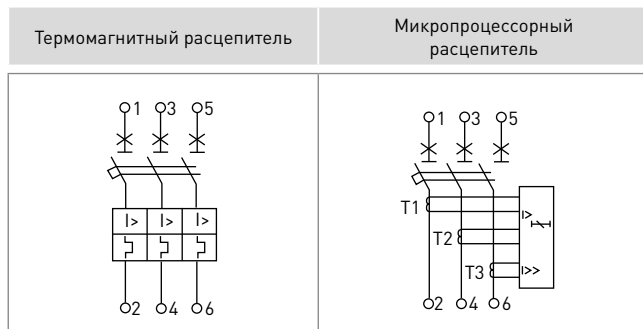 Термомагнитный расцепитель
Микропроцессорный
расцепитель
1 3 5
I> I> I>
2 4 6
1 3 5
T1
I>
T2
T3
I>>
2 4 6